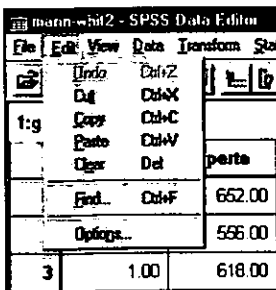 mann-whit2 - SPSS Data Editor
File Edit View Data Transform
Undo Ctrl+Z
Cut Ctrl+X
1:g Copy Ctrl+C
Paste Ctrl+V
Clear Del
Find... Ctrl+F 652.00
Options... 556.00
3 1.00 618.00